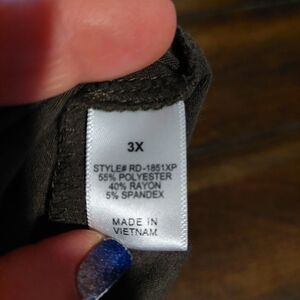 3X
STYLE# RD-1851XP
55% POLYESTER
40% RAYON
5% SPANDEX
MADE IN
VIETNAM